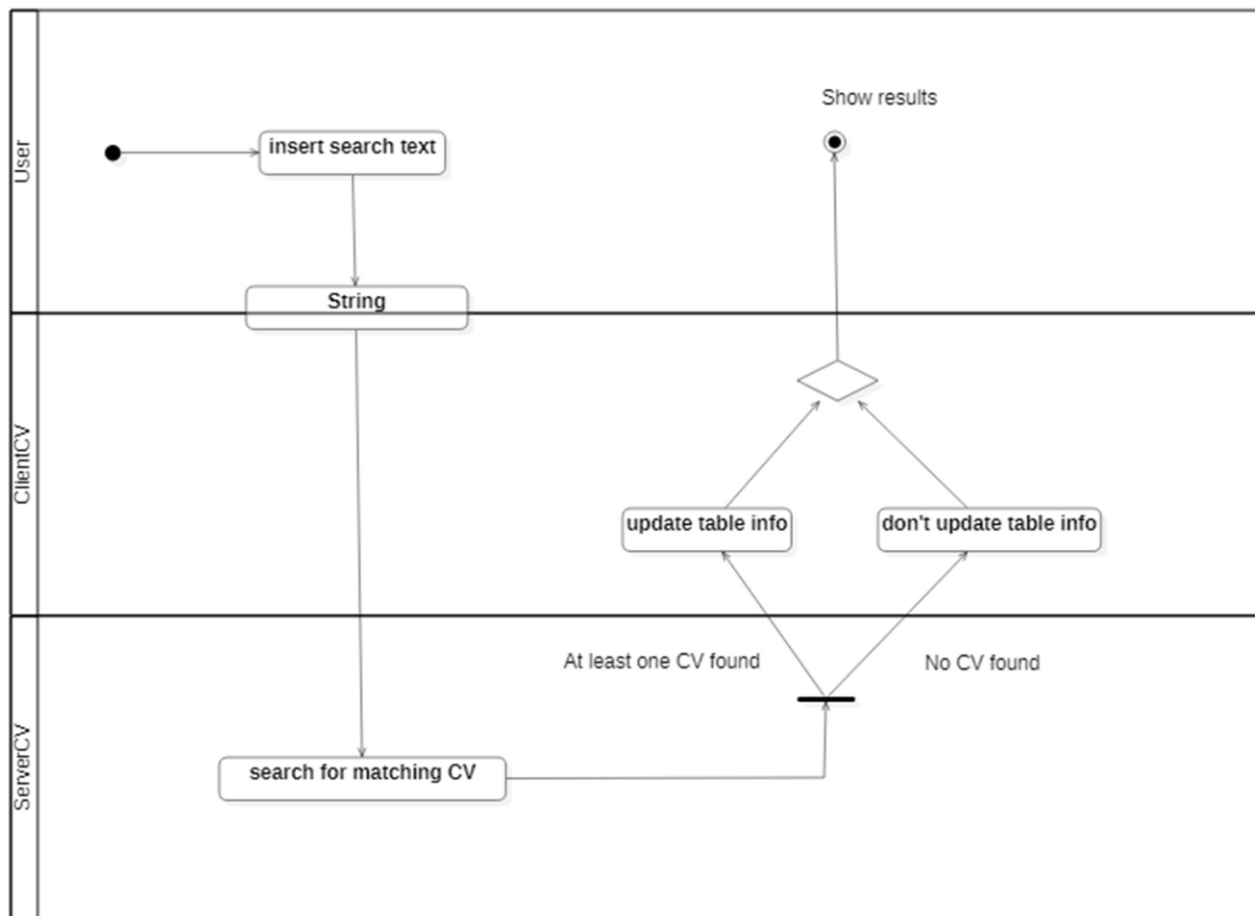 User
Show results
insert search text
String
ClientCV
update table info
don't update table info
ServerCV
At least one CV found
No CV found
search for matching CV